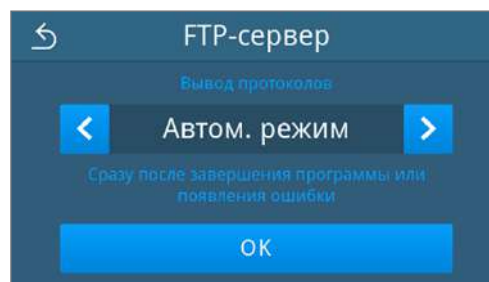 FTP-сервер
Вывод протоколов
Автом. режим
Сразу после завершения программы или
появления ошибки
OK